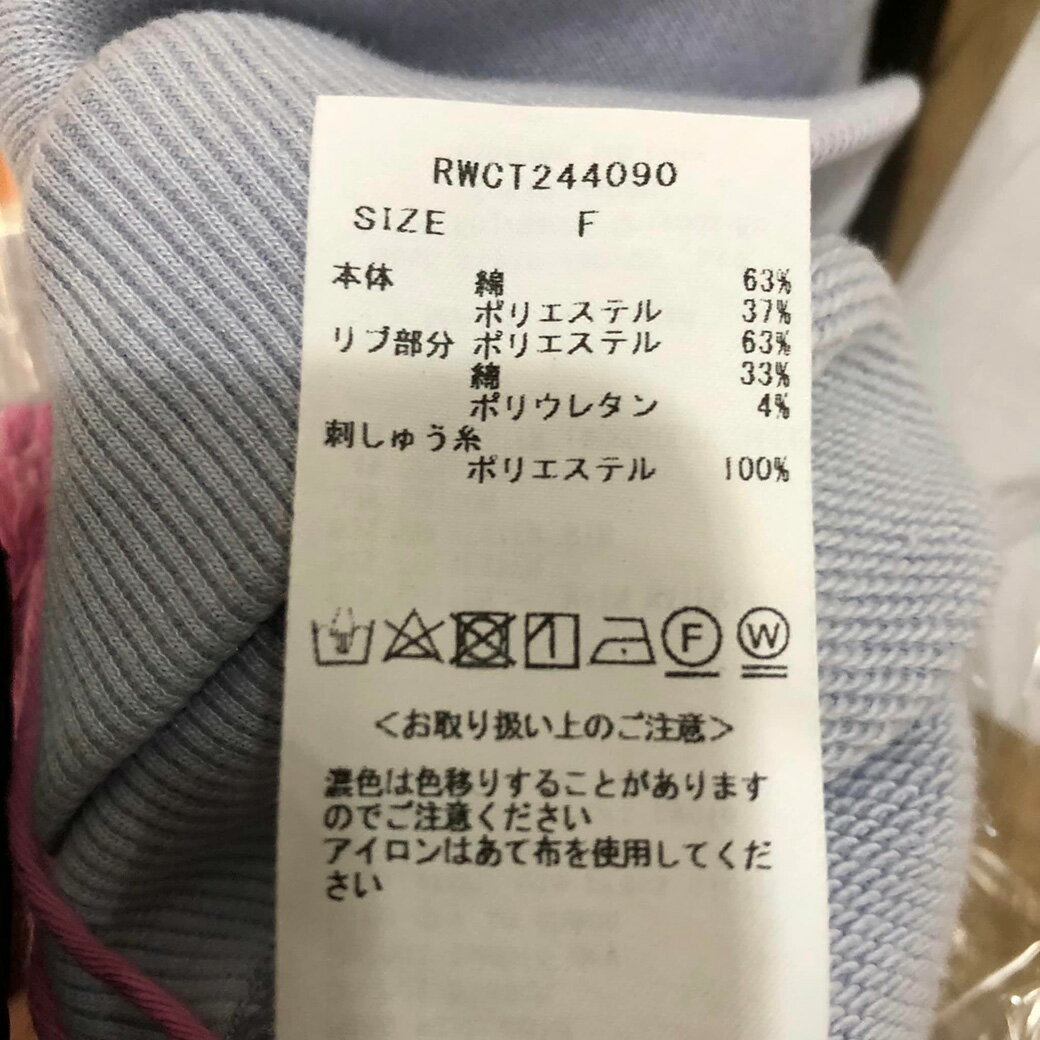 RWCT244090
SIZE F
本体 綿 63%
ポリエステル 37%
リブ部分 ポリエステル 63%
綿 33%
ポリウレタン 4%
刺しゅう糸
ポリエステル 100%
F W
＜お取り扱い上のご注意＞
濃色は色移りすることがあります
のでご注意ください
アイロンはあて布を使用してくだ
さい